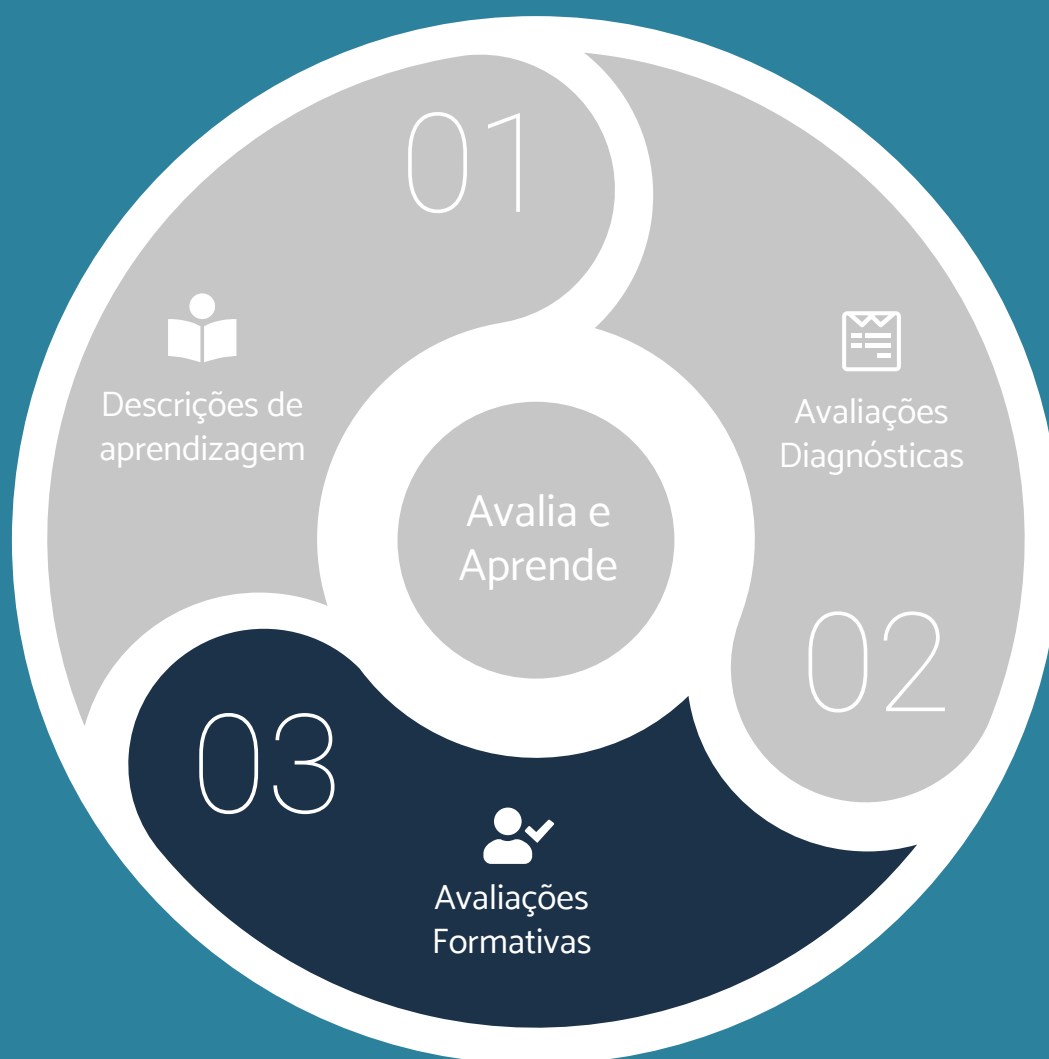 01
Descrições de
aprendizagem
Avaliações
Diagnósticas
02
Avalia e
Aprende
03
Avaliações
Formativas